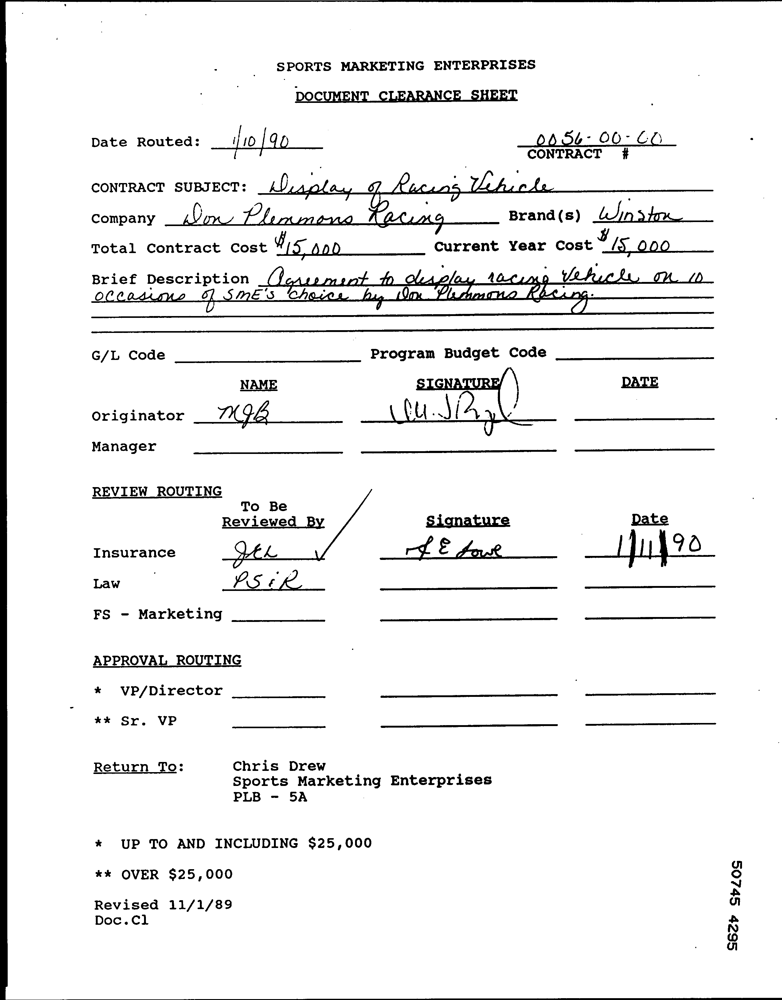 SPORTS MARKETING ENTERPRISES
DOCUMENT CLEARANCE SHEET
Date Routed: 1/10/90 0056-00-00
CONTRACT #
CONTRACT SUBJECT: Display of Racing Vehicle
Company Don Plemmons Racing Brand(s) Winston
Total Contract Cost $15,000 Current Year Cost $15,000
Brief Description Agreement to display racing vehicle on 10
occasions of SME's choice by Don Plemmons Racing.
G/L Code Program Budget Code
NAME SIGNATURE DATE
Originator MGB
Manager
REVIEW ROUTING
To Be
Reviewed By Signature Date
Insurance JEL ✓ J E Lowe 1/11/90
Law PSiR
FS - Marketing
APPROVAL ROUTING
* VP/Director
** Sr. VP
Return To: Chris Drew
Sports Marketing Enterprises
PLB - 5A
* UP TO AND INCLUDING $25,000
** OVER $25,000
Revised 11/1/89
Doc.Cl
50745 4295